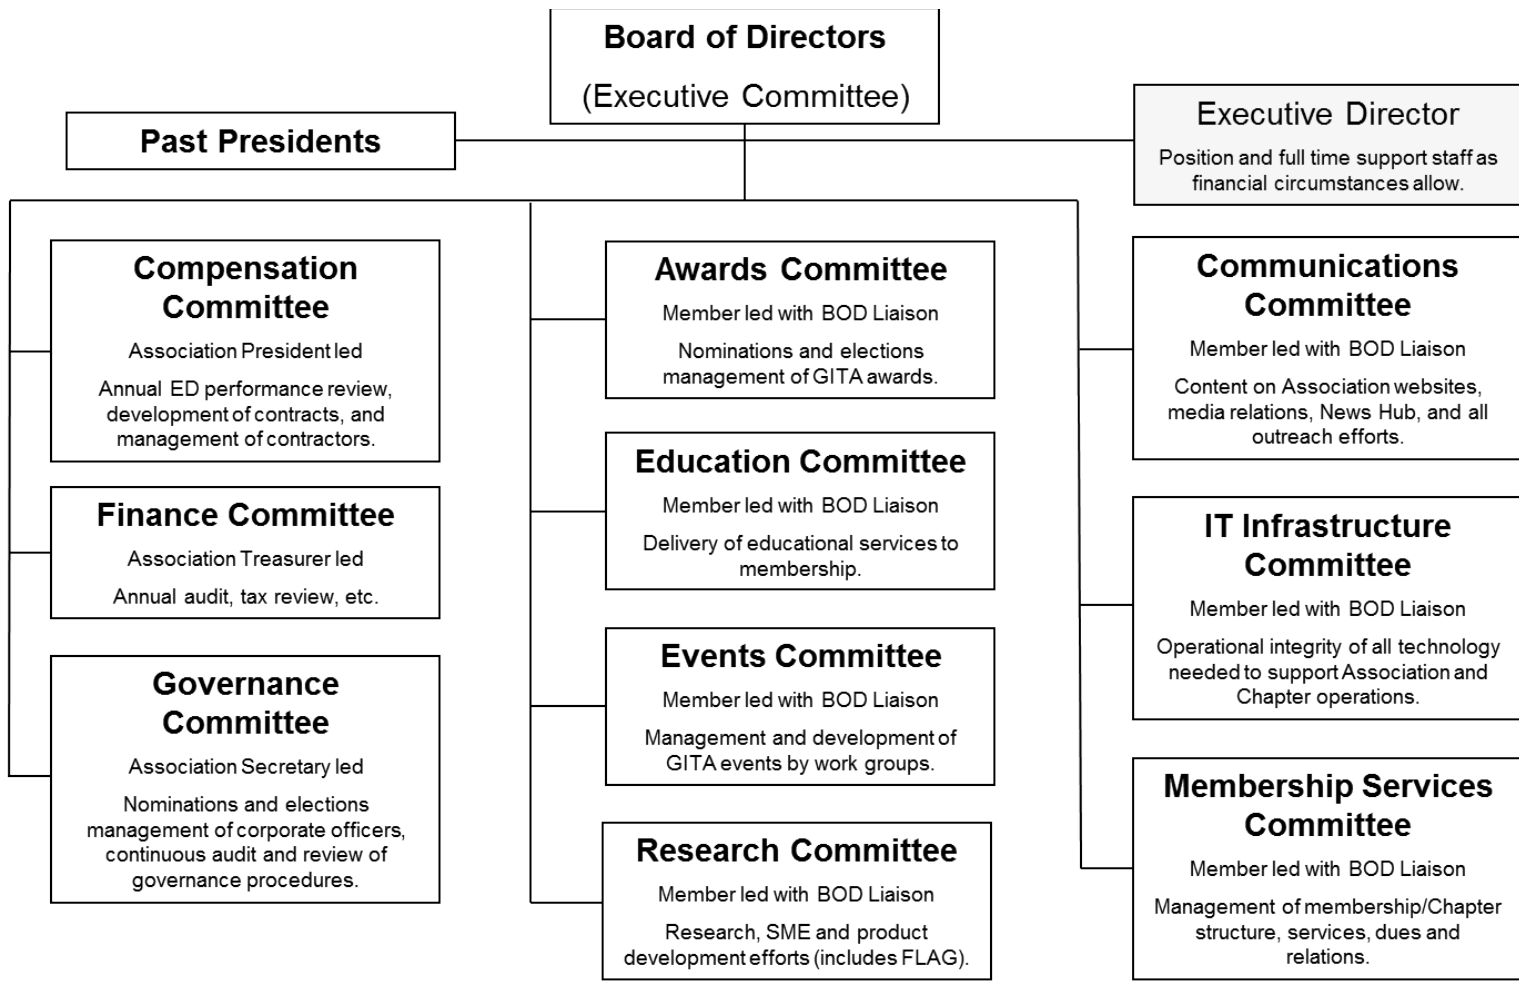 Board of Directors
(Executive Committee)
Past Presidents
Executive Director
Position and full time support staff as
financial circumstances allow.
Compensation
Committee
Association President led
Annual ED performance review,
development of contracts, and
management of contractors.
Finance Committee
Association Treasurer led
Annual audit, tax review, etc.
Governance
Committee
Association Secretary led
Nominations and elections
management of corporate officers,
continuous audit and review of
governance procedures.
Awards Committee
Member led with BOD Liaison
Nominations and elections
management of GITA awards.
Education Committee
Member led with BOD Liaison
Delivery of educational services to
membership.
Events Committee
Member led with BOD Liaison
Management and development of
GITA events by work groups.
Research Committee
Member led with BOD Liaison
Research, SME and product
development efforts (includes FLAG).
Communications
Committee
Member led with BOD Liaison
Content on Association websites,
media relations, News Hub, and all
outreach efforts.
IT Infrastructure
Committee
Member led with BOD Liaison
Operational integrity of all technology
needed to support Association and
Chapter operations.
Membership Services
Committee
Member led with BOD Liaison
Management of membership/Chapter
structure, services, dues and
relations.